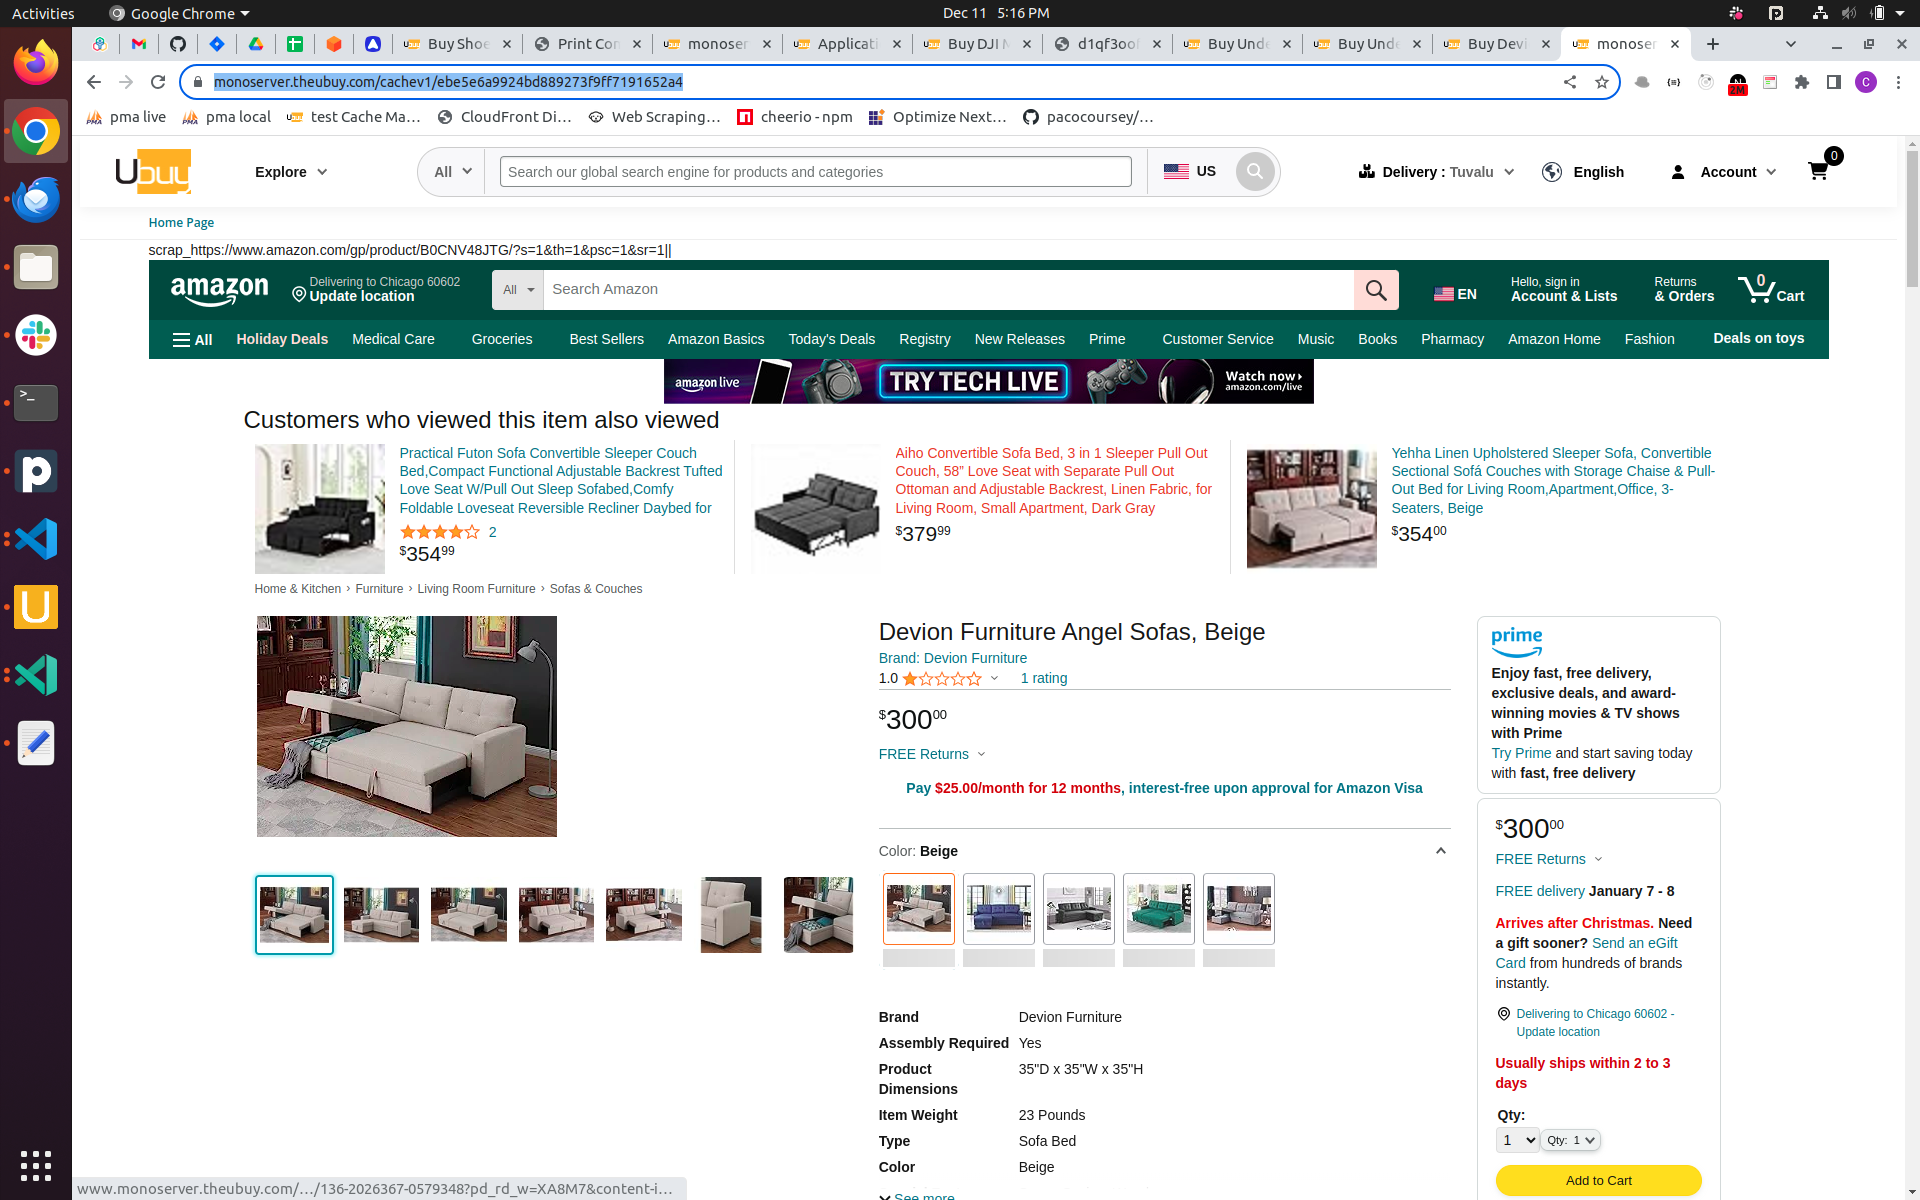 Activities
Google Chrome
Dec 11 5:16 PM
Buy Shoe
Print Con
monoser
Applicati
Buy DJI M
d1qf3oof
Buy Unde
Buy Unde
Buy Devi
monoser
monoserver.theubuy.com/cachev1/ebe5e6a9924bd889273f9ff7191652a4
2M
C
pma live
pma local
test Cache Ma...
CloudFront Di...
Web Scraping...
cheerio - npm
Optimize Next...
pacocoursey/...
Ubuy
Explore
All
Search our global search engine for products and categories
US
Delivery : Tuvalu
English
Account
0
Home Page
scrap_https://www.amazon.com/gp/product/B0CNV48JTG/?s=1&th=1&psc=1&sr=1||
amazon
Delivering to Chicago 60602
Update location
All
Search Amazon
EN
Hello, sign in
Account & Lists
Returns
& Orders
0
Cart
All
Holiday Deals
Medical Care
Groceries
Best Sellers
Amazon Basics
Today's Deals
Registry
New Releases
Prime
Customer Service
Music
Books
Pharmacy
Amazon Home
Fashion
Deals on toys
amazon live
TRY TECH LIVE
Watch now
amazon.com/live
Customers who viewed this item also viewed
Practical Futon Sofa Convertible Sleeper Couch
Bed,Compact Functional Adjustable Backrest Tufted
Love Seat W/Pull Out Sleep Sofabed,Comfy
Foldable Loveseat Reversible Recliner Daybed for
2
$354 99
Aiho Convertible Sofa Bed, 3 in 1 Sleeper Pull Out
Couch, 58” Love Seat with Separate Pull Out
Ottoman and Adjustable Backrest, Linen Fabric, for
Living Room, Small Apartment, Dark Gray
$379 99
Yehha Linen Upholstered Sleeper Sofa, Convertible
Sectional Sofá Couches with Storage Chaise & Pull-
Out Bed for Living Room,Apartment,Office, 3-
Seaters, Beige
$354 00
Home & Kitchen › Furniture › Living Room Furniture › Sofas & Couches
Devion Furniture Angel Sofas, Beige
Brand: Devion Furniture
1.0
1 rating
$300 00
FREE Returns
Pay $25.00/month for 12 months, interest-free upon approval for Amazon Visa
Color: Beige
Brand Devion Furniture
Assembly Required Yes
Product Dimensions 35"D x 35"W x 35"H
Item Weight 23 Pounds
Type Sofa Bed
Color Beige
See more
prime
Enjoy fast, free delivery,
exclusive deals, and award-
winning movies & TV shows
with Prime
Try Prime and start saving today
with fast, free delivery
$300 00
FREE Returns
FREE delivery January 7 - 8
Arrives after Christmas. Need
a gift sooner? Send an eGift
Card from hundreds of brands
instantly.
Delivering to Chicago 60602 -
Update location
Usually ships within 2 to 3
days
Qty:
1
Qty: 1
Add to Cart
www.monoserver.theubuy.com/.../136-2026367-0579348?pd_rd_w=XA8M7&content-i...